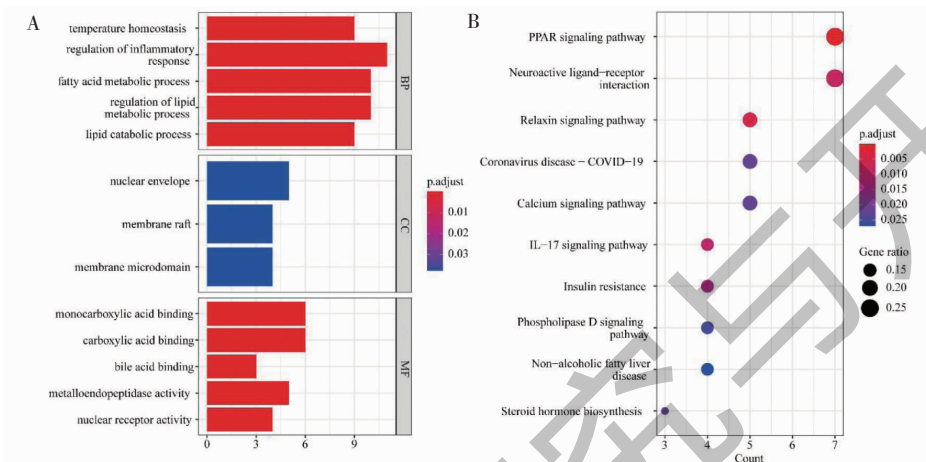 A
temperature homeostasis
regulation of inflammatory
response
fatty acid metabolic process
regulation of lipid
metabolic process
lipid catabolic process
BP
nuclear envelope
membrane raft
membrane microdomain
CC
monocarboxylic acid binding
carboxylic acid binding
bile acid binding
metalloendopeptidase activity
nuclear receptor activity
MF
0 3 6 9
p.adjust
0.01
0.02
0.03
B
PPAR signaling pathway
Neuroactive ligand−receptor
interaction
Relaxin signaling pathway
Coronavirus disease − COVID−19
Calcium signaling pathway
IL−17 signaling pathway
Insulin resistance
Phospholipase D signaling
pathway
Non−alcoholic fatty liver
disease
Steroid hormone biosynthesis
3 4 5 6 7
Count
p.adjust
0.005
0.010
0.015
0.020
0.025
Gene ratio
0.15
0.20
0.25
究与开